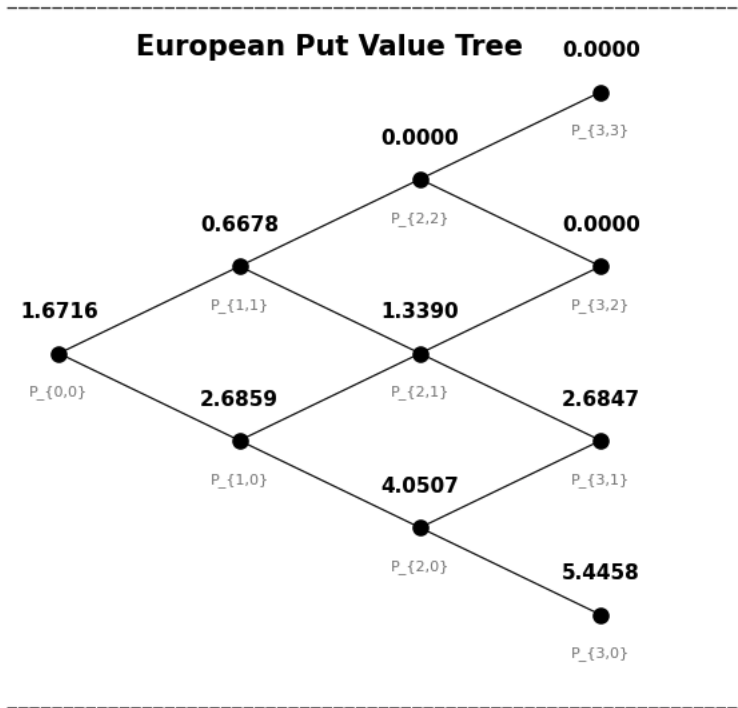 European Put Value Tree
0.0000
P_{3,3}
0.0000
P_{2,2}
0.6678
0.0000
P_{1,1}
P_{3,2}
1.6716
1.3390
P_{0,0}
P_{2,1}
2.6859
2.6847
P_{1,0}
P_{3,1}
4.0507
P_{2,0}
5.4458
P_{3,0}